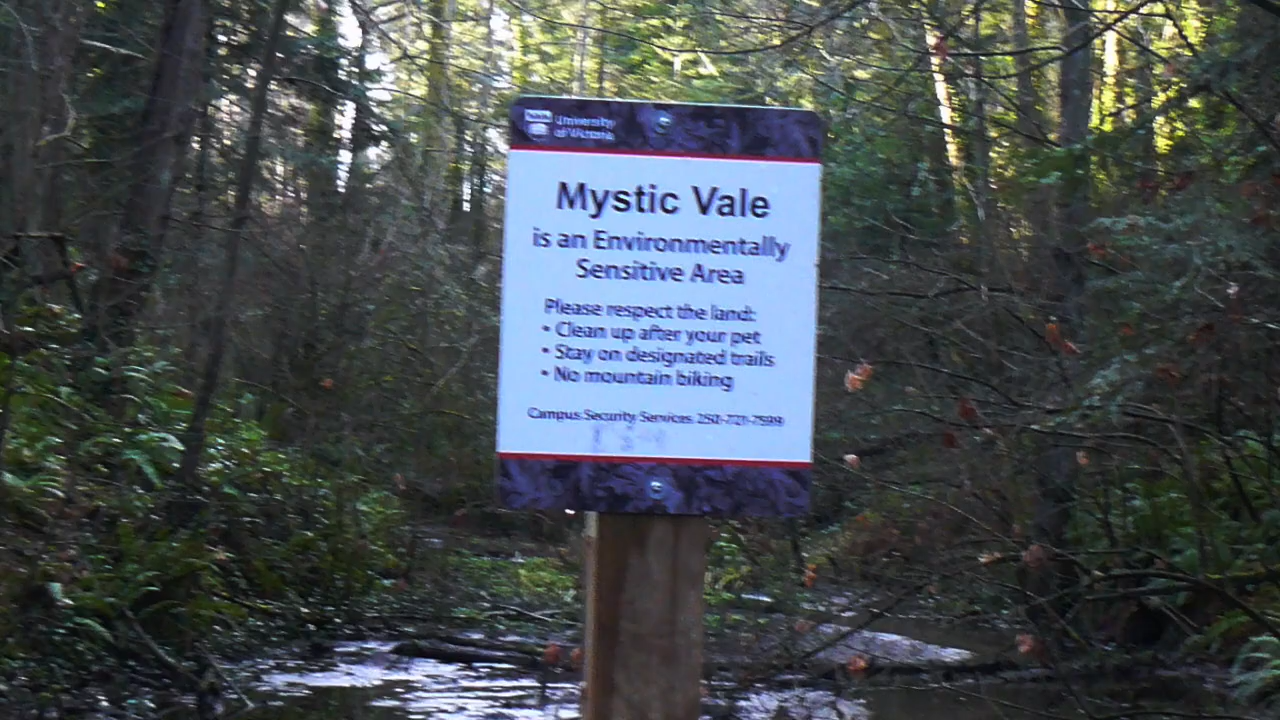 University
of Victoria
Mystic Vale
is an Environmentally
Sensitive Area
Please respect the land:
• Clean up after your pet
• Stay on designated trails
• No mountain biking
Campus Security Services 250-721-7599